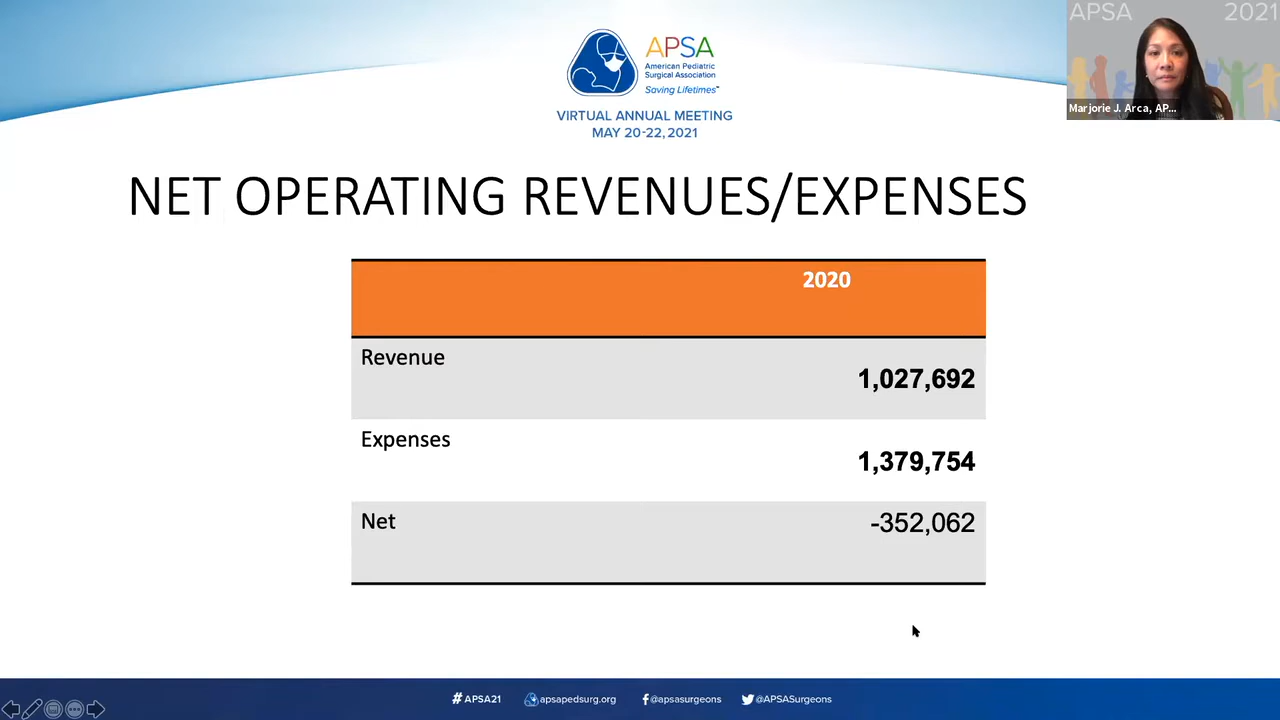 APSA 2021
Marjorie J. Arca, AP...
APSA
American Pediatric
Surgical Association
Saving Lifetimes™
VIRTUAL ANNUAL MEETING
MAY 20-22, 2021
NET OPERATING REVENUES/EXPENSES
2020
Revenue
1,027,692
Expenses
1,379,754
Net
-352,062
#APSA21 apsapedsurg.org @apsasurgeons @APSASurgeons